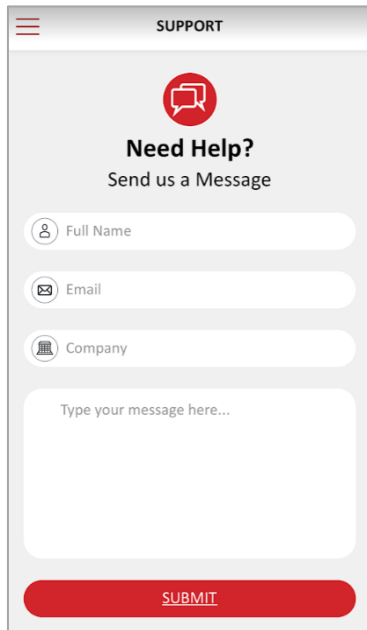 SUPPORT
Need Help?
Send us a Message
Full Name
Email
Company
Type your message here...
SUBMIT